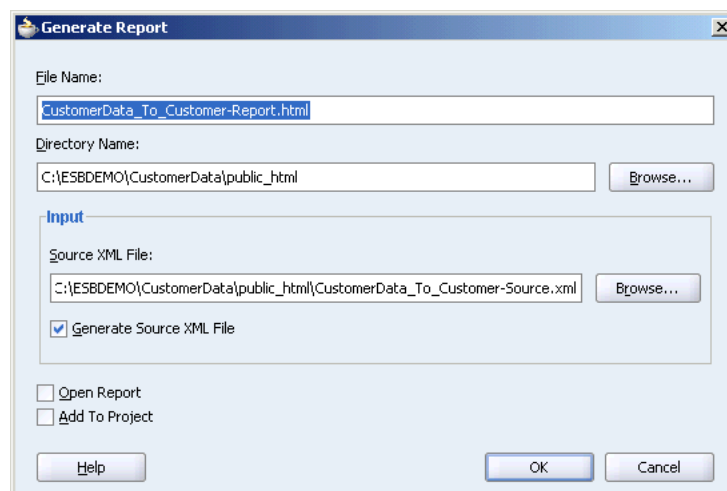 Generate Report
File Name:
CustomerData_To_Customer-Report.html
Directory Name:
C:\ESBDEMO\CustomerData\public_html
Browse...
Input
Source XML File:
C:\ESBDEMO\CustomerData\public_html\CustomerData_To_Customer-Source.xml
Browse...
Generate Source XML File
Open Report
Add To Project
Help
OK
Cancel